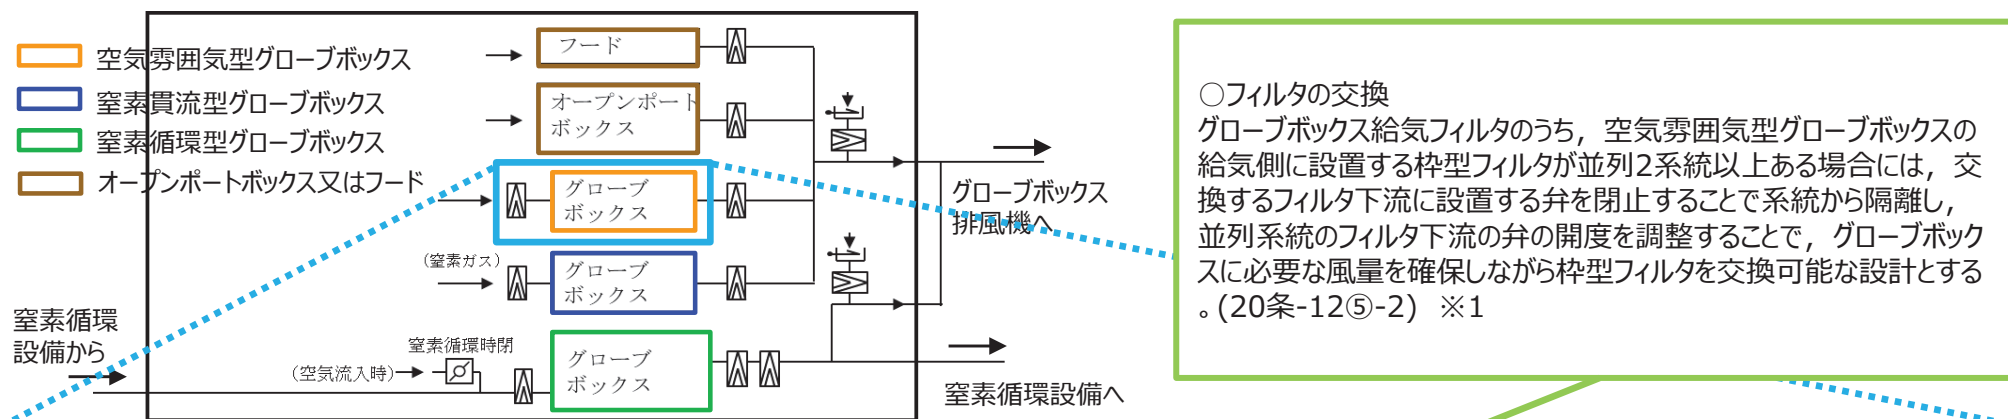 空気雰囲気型グローブボックス
窒素貫流型グローブボックス
窒素循環型グローブボックス
オープンポートボックス又はフード
フード
オープンポート
ボックス
グローブ
ボックス
(窒素ガス)
グローブ
ボックス
窒素循環
設備から
窒素循環時閉
(空気流入時)
グローブ
ボックス
グローブボックス
排風機へ
窒素循環設備へ
○フィルタの交換
グローブボックス給気フィルタのうち，空気雰囲気型グローブボックスの
給気側に設置する枠型フィルタが並列2系統以上ある場合には，交
換するフィルタ下流に設置する弁を閉止することで系統から隔離し，
並列系統のフィルタ下流の弁の開度を調整することで，グローブボック
スに必要な風量を確保しながら枠型フィルタを交換可能な設計とする
。(20条-12⑤-2)　※1